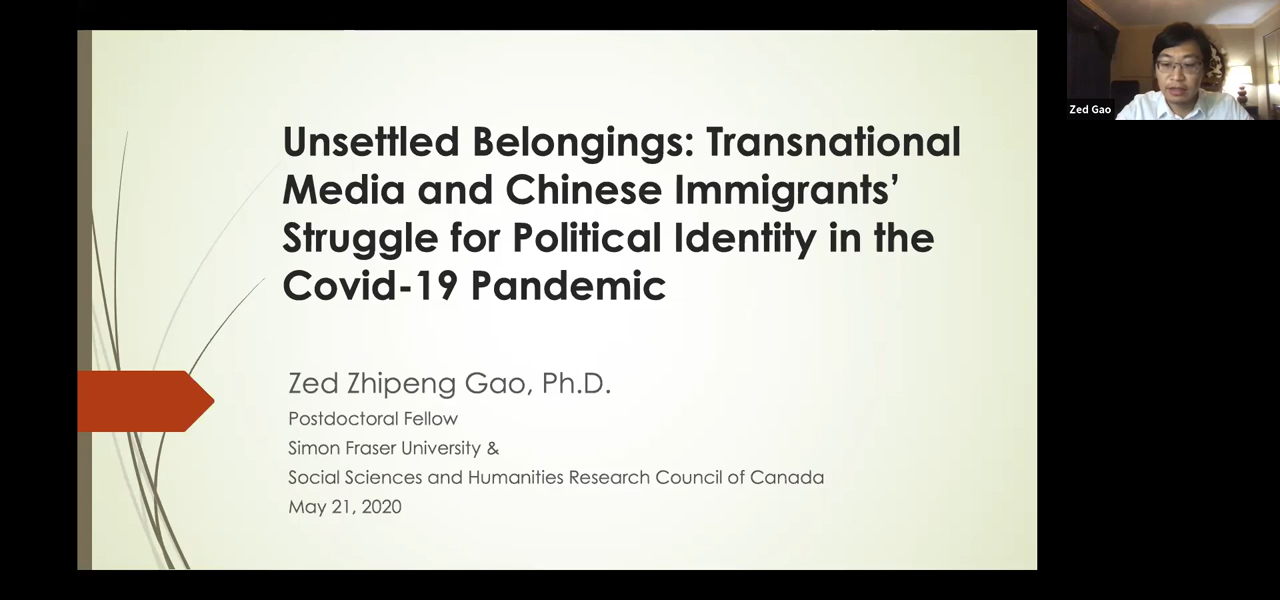 Unsettled Belongings: Transnational
Media and Chinese Immigrants’
Struggle for Political Identity in the
Covid-19 Pandemic
Zed Zhipeng Gao, Ph.D.
Postdoctoral Fellow
Simon Fraser University &
Social Sciences and Humanities Research Council of Canada
May 21, 2020
Zed Gao